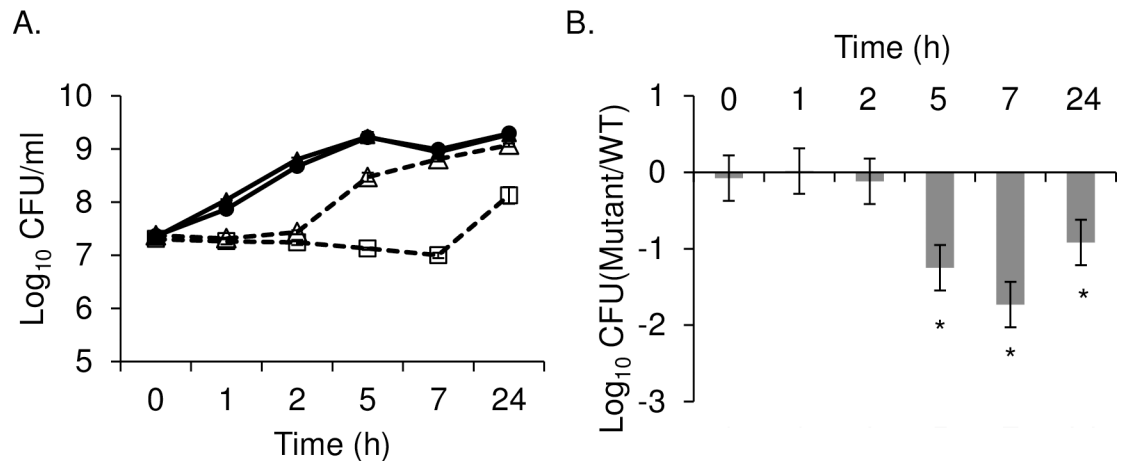 A.
Log10 CFU/ml
10
9
8
7
6
5
0 1 2 5 7 24
Time (h)
B.
Time (h)
Log10 CFU(Mutant/WT)
0 1 2 5 7 24
1
0
-1
-2
-3
* * *